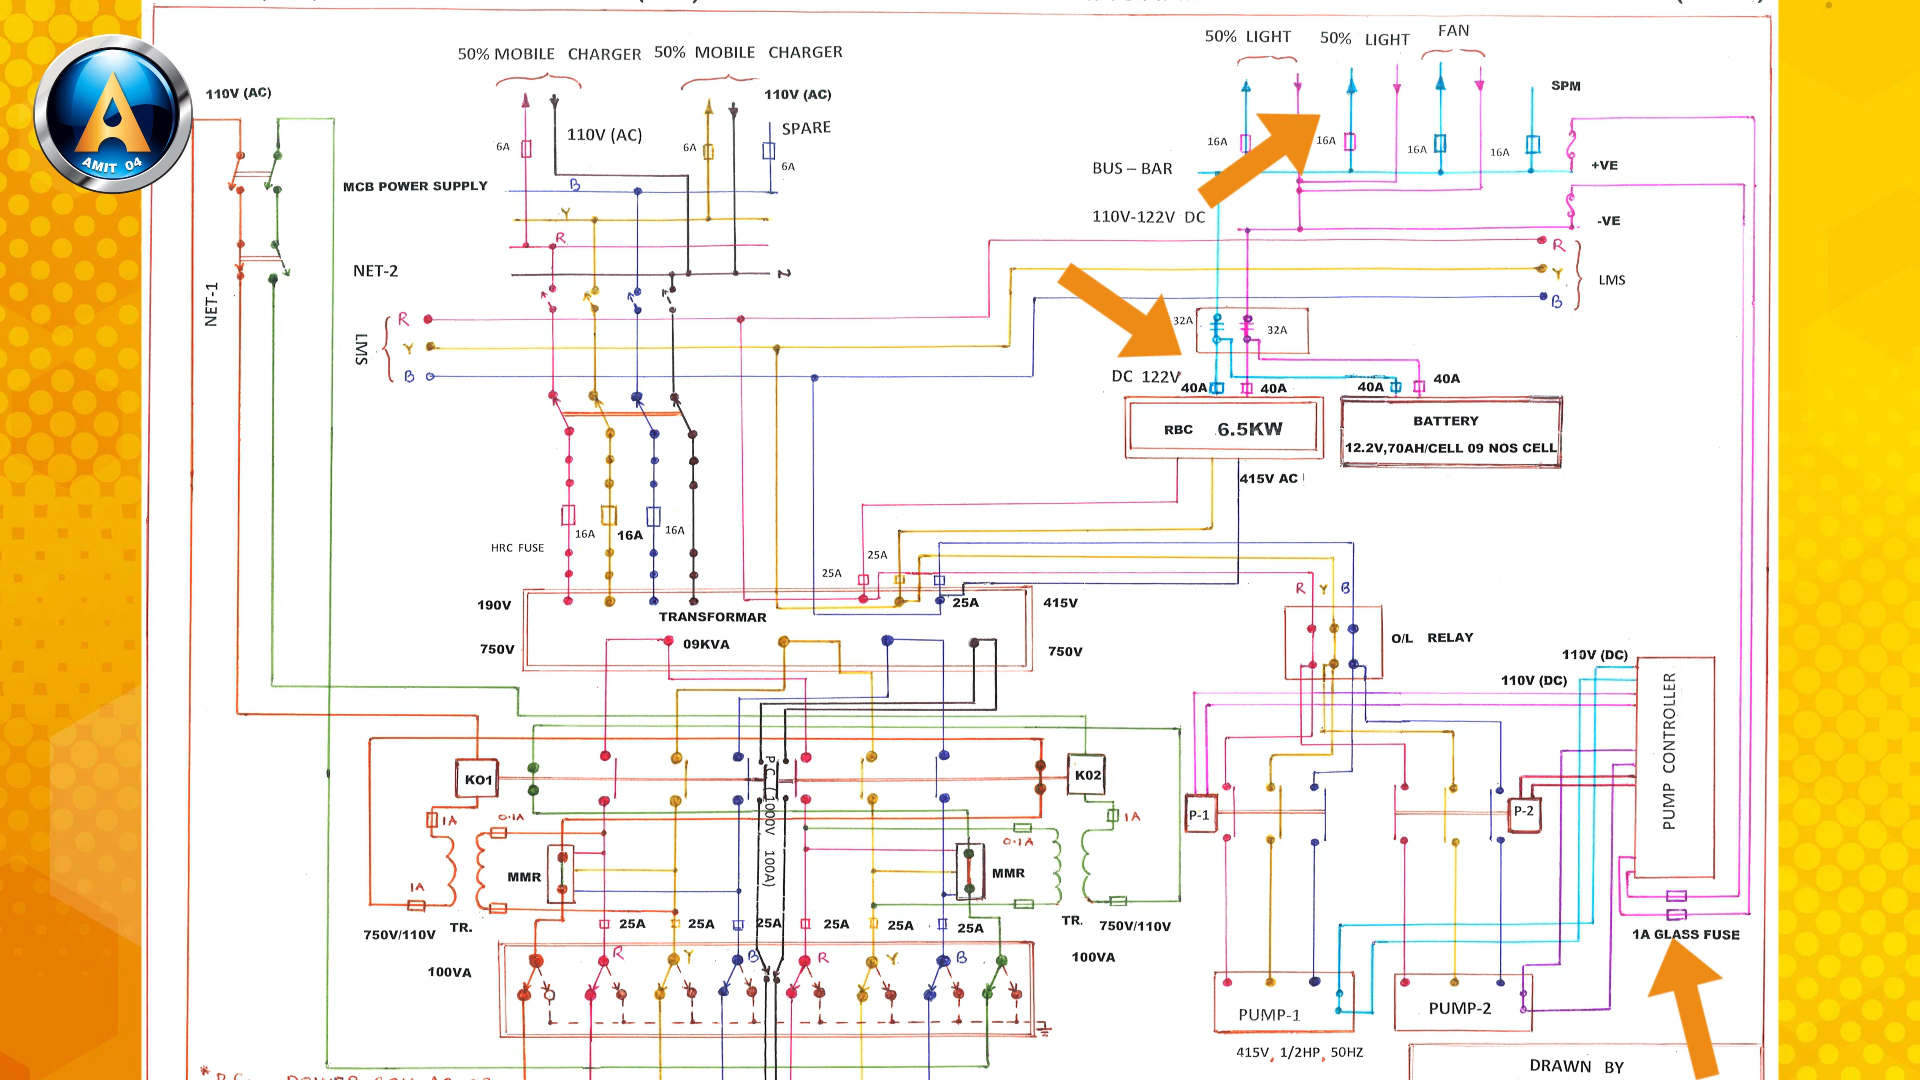 50% MOBILE CHARGER
50% MOBILE CHARGER
50% LIGHT
50% LIGHT
FAN
110V (AC)
110V (AC)
110V (AC)
SPARE
SPM
6A
6A
6A
16A
16A
16A
16A
A
AMIT 04
MCB POWER SUPPLY
B
Y
R
BUS – BAR
+VE
110V-122V DC
-VE
NET-2
NET-1
R
Y
B
LMS
LMS
R
Y
B
32A
32A
DC 122V
40A
40A
40A
40A
RBC 6.5KW
BATTERY
12.2V,70AH/CELL 09 NOS CELL
415V AC
HRC FUSE
16A
16A
16A
25A
25A
25A
190V
TRANSFORMAR
415V
750V
09KVA
750V
R Y B
O/L RELAY
110V (DC)
110V (DC)
PUMP CONTROLLER
KO1
K02
P.C.T(1000V 100A)
1A
0.1A
1A
0.1A
1A
MMR
MMR
P-1
P-2
25A
25A
25A
25A
25A
25A
750V/110V
TR.
100VA
TR.
750V/110V
100VA
R
Y
B
R
Y
B
1A GLASS FUSE
PUMP-1
PUMP-2
415V, 1/2HP, 50HZ
DRAWN BY